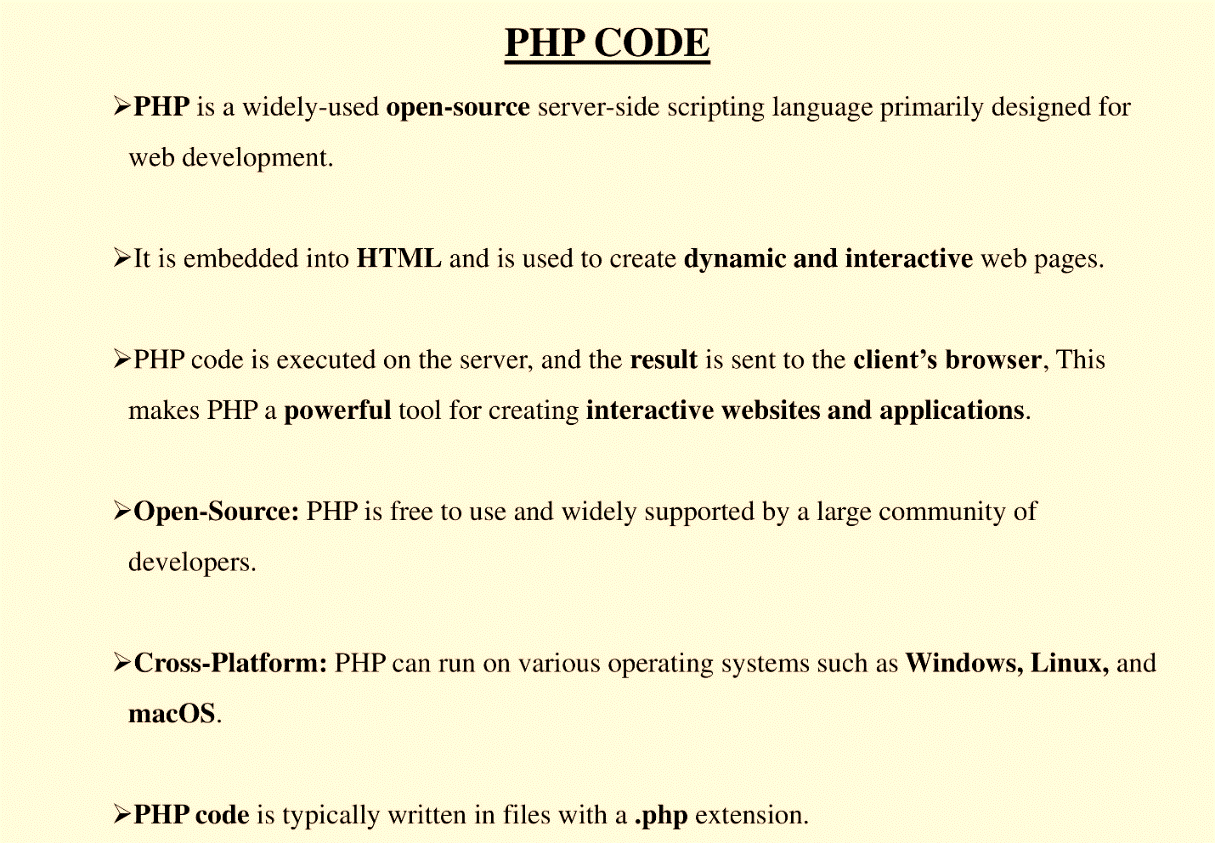 PHP CODE
➢PHP is a widely-used open-source server-side scripting language primarily designed for
web development.
➢It is embedded into HTML and is used to create dynamic and interactive web pages.
➢PHP code is executed on the server, and the result is sent to the client’s browser, This
makes PHP a powerful tool for creating interactive websites and applications.
➢Open-Source: PHP is free to use and widely supported by a large community of
developers.
➢Cross-Platform: PHP can run on various operating systems such as Windows, Linux, and
macOS.
➢PHP code is typically written in files with a .php extension.